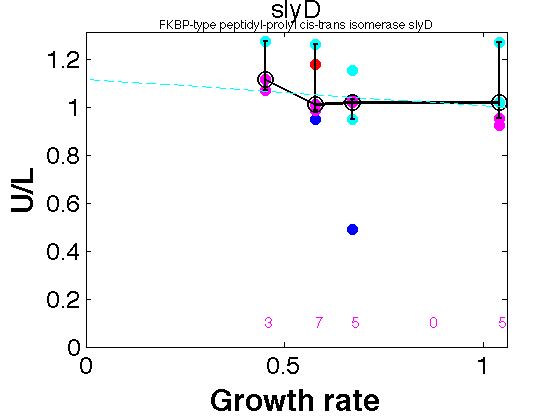 slyD
FKBP-type peptidyl-prolyl cis-trans isomerase slyD
1.2
1
0.8
0.6
0.4
0.2
0
U/L
3 7 5 0 5
0 0.5 1
Growth rate